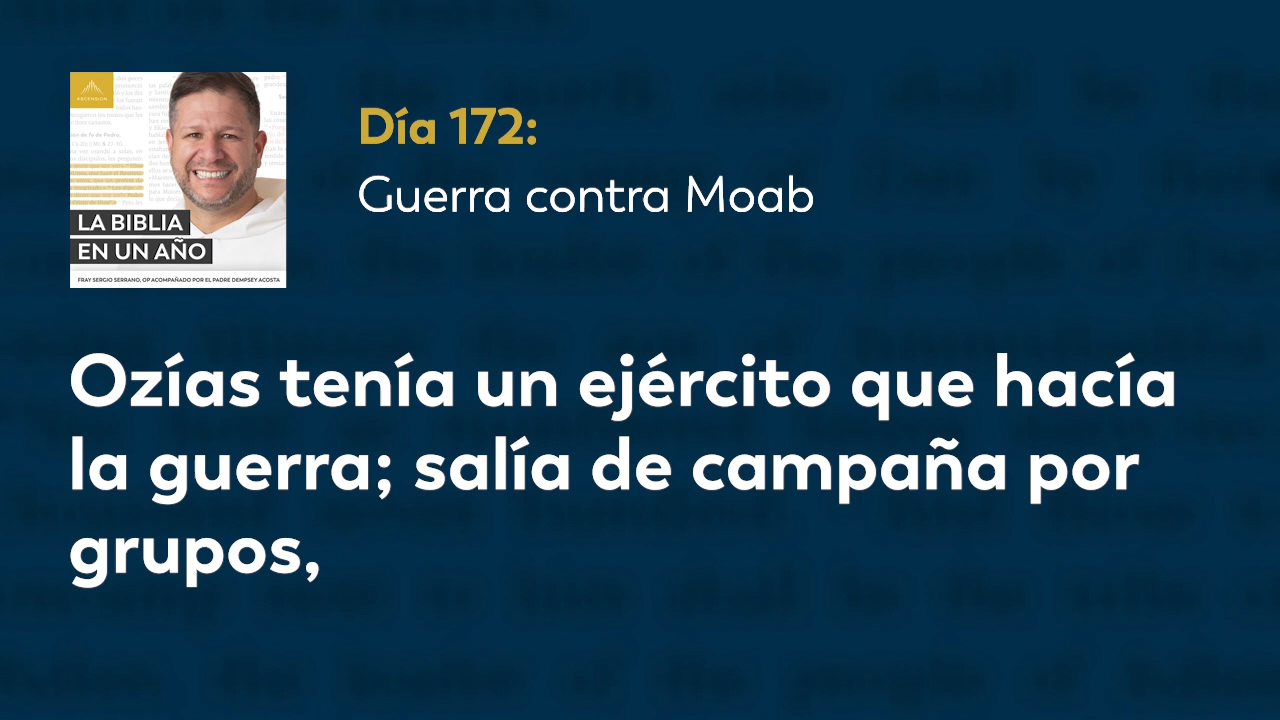 ASCENSION
LA BIBLIA
EN UN AÑO
FRAY SERGIO SERRANO, OP ACOMPAÑADO POR EL PADRE DEMPSEY ACOSTA
Día 172:
Guerra contra Moab
Ozías tenía un ejército que hacía
la guerra; salía de campaña por
grupos,